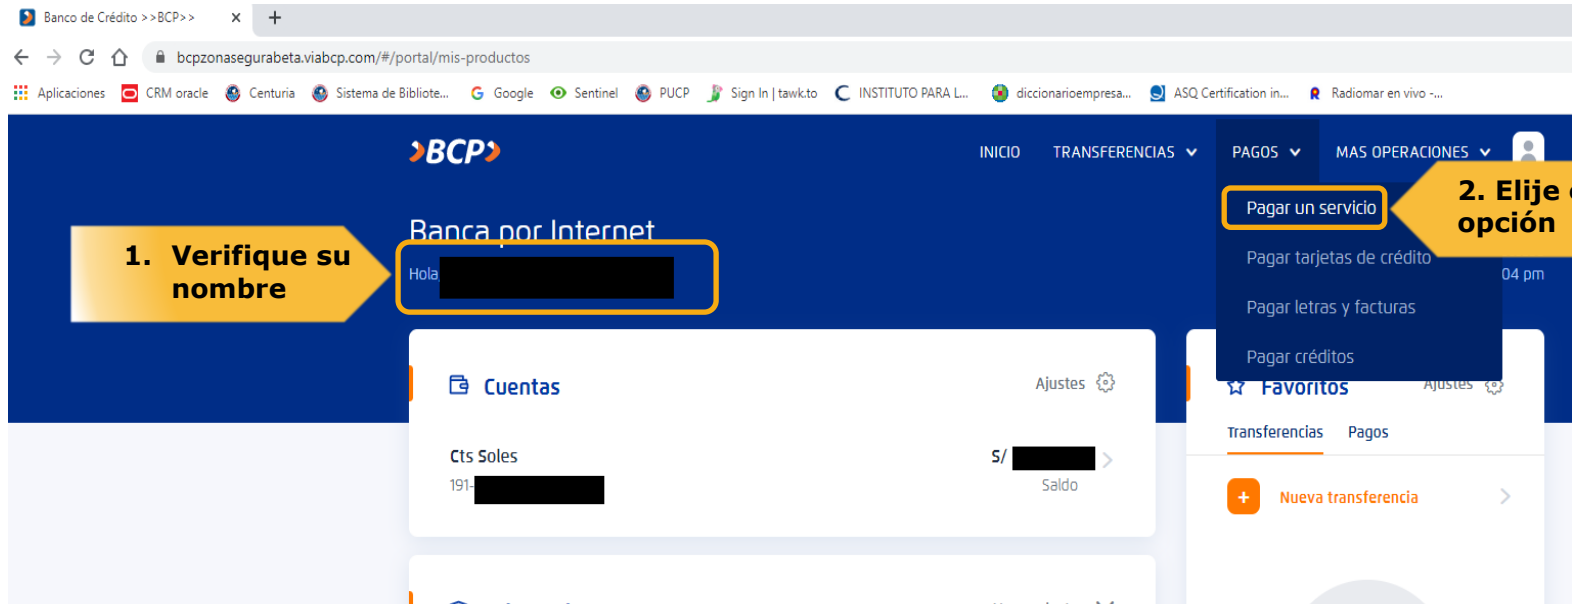 Banco de Crédito >>BCP>>
bcpzonasegurabeta.viabcp.com/#/portal/mis-productos
Aplicaciones CRM oracle Centuria Sistema de Bibliote... Google Sentinel PUCP Sign In | tawk.to INSTITUTO PARA L... diccionarioempresa... ASQ Certification in... Radiomar en vivo -...
BCP INICIO TRANSFERENCIAS PAGOS MAS OPERACIONES
Pagar un servicio
2. Elije
opción
Banca por Internet
1. Verifique su
nombre
Hola,
Pagar tarjetas de crédito
04 pm
Pagar letras y facturas
Pagar créditos
Cuentas Ajustes
Favoritos Ajustes
Transferencias Pagos
Cts Soles S/
191- Saldo
Nueva transferencia